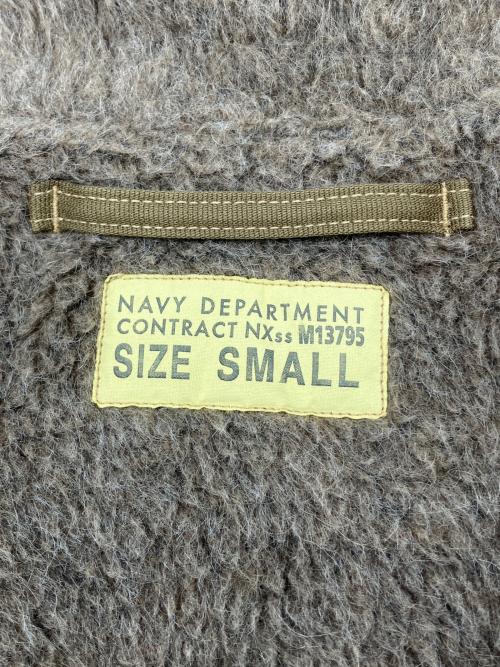 NAVY DEPARTMENT
CONTRACT NXss M13795
SIZE SMALL